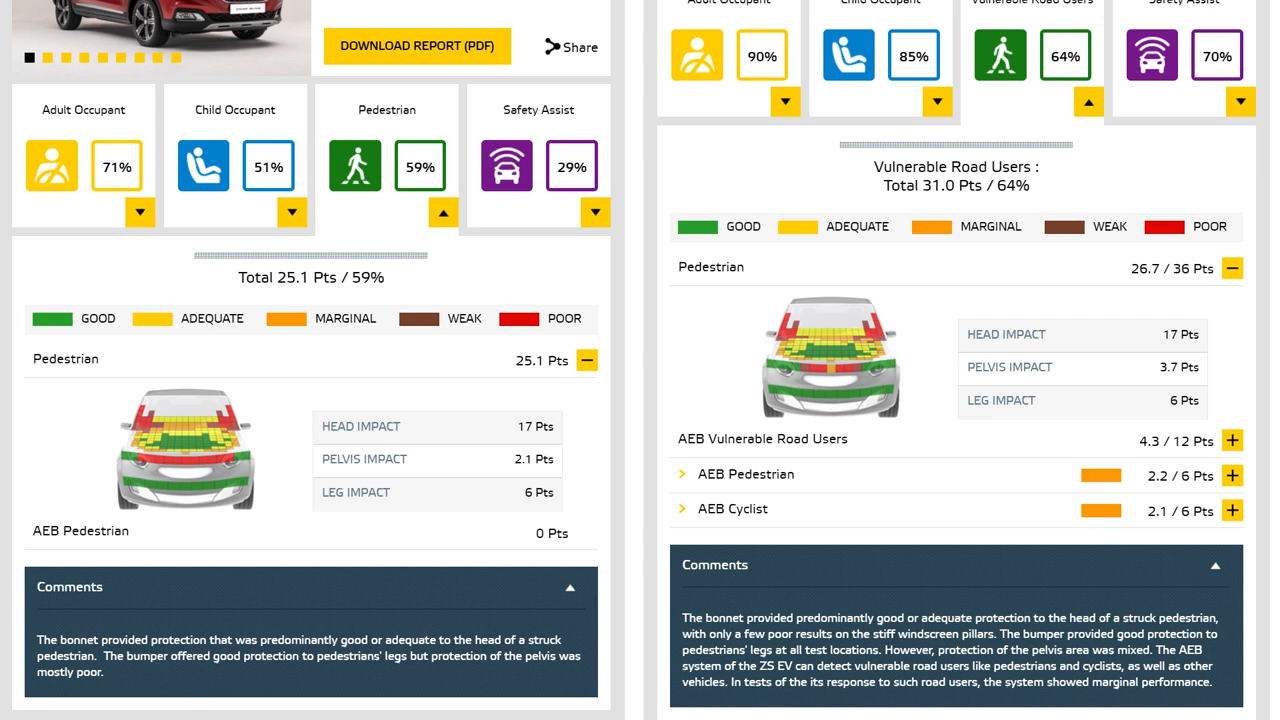 DOWNLOAD REPORT (PDF)
Share
Adult Occupant
Child Occupant
Pedestrian
Safety Assist
71%
51%
59%
29%
Total 25.1 Pts / 59%
GOOD
ADEQUATE
MARGINAL
WEAK
POOR
Pedestrian
25.1 Pts
HEAD IMPACT
17 Pts
PELVIS IMPACT
2.1 Pts
LEG IMPACT
6 Pts
AEB Pedestrian
0 Pts
Comments
The bonnet provided protection that was predominantly good or adequate to the head of a struck
pedestrian.  The bumper offered good protection to pedestrians' legs but protection of the pelvis was
mostly poor.
Adult Occupant
Child Occupant
Vulnerable Road Users
Safety Assist
90%
85%
64%
70%
Vulnerable Road Users :
Total 31.0 Pts / 64%
GOOD
ADEQUATE
MARGINAL
WEAK
POOR
Pedestrian
26.7 / 36 Pts
HEAD IMPACT
17 Pts
PELVIS IMPACT
3.7 Pts
LEG IMPACT
6 Pts
AEB Vulnerable Road Users
4.3 / 12 Pts
AEB Pedestrian
2.2 / 6 Pts
AEB Cyclist
2.1 / 6 Pts
Comments
The bonnet provided predominantly good or adequate protection to the head of a struck pedestrian,
with only a few poor results on the stiff windscreen pillars. The bumper provided good protection to
pedestrians' legs at all test locations. However, protection of the pelvis area was mixed. The AEB
system of the ZS EV can detect vulnerable road users like pedestrians and cyclists, as well as other
vehicles. In tests of the its response to such road users, the system showed marginal performance.